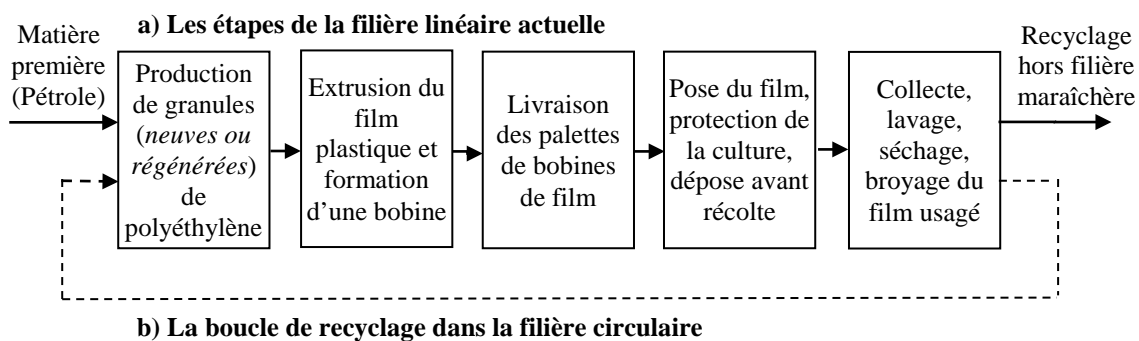 a) Les étapes de la filière linéaire actuelle
Matière
première
(Pétrole)
Production
de granules
(neuves ou
régénérées)
de
polyéthylène
Extrusion du
film
plastique et
formation
d’une bobine
Livraison
des palettes
de bobines
de film
Pose du film,
protection de
la culture,
dépose avant
récolte
Collecte,
lavage,
séchage,
broyage du
film usagé
Recyclage
hors filière
maraîchère
b) La boucle de recyclage dans la filière circulaire